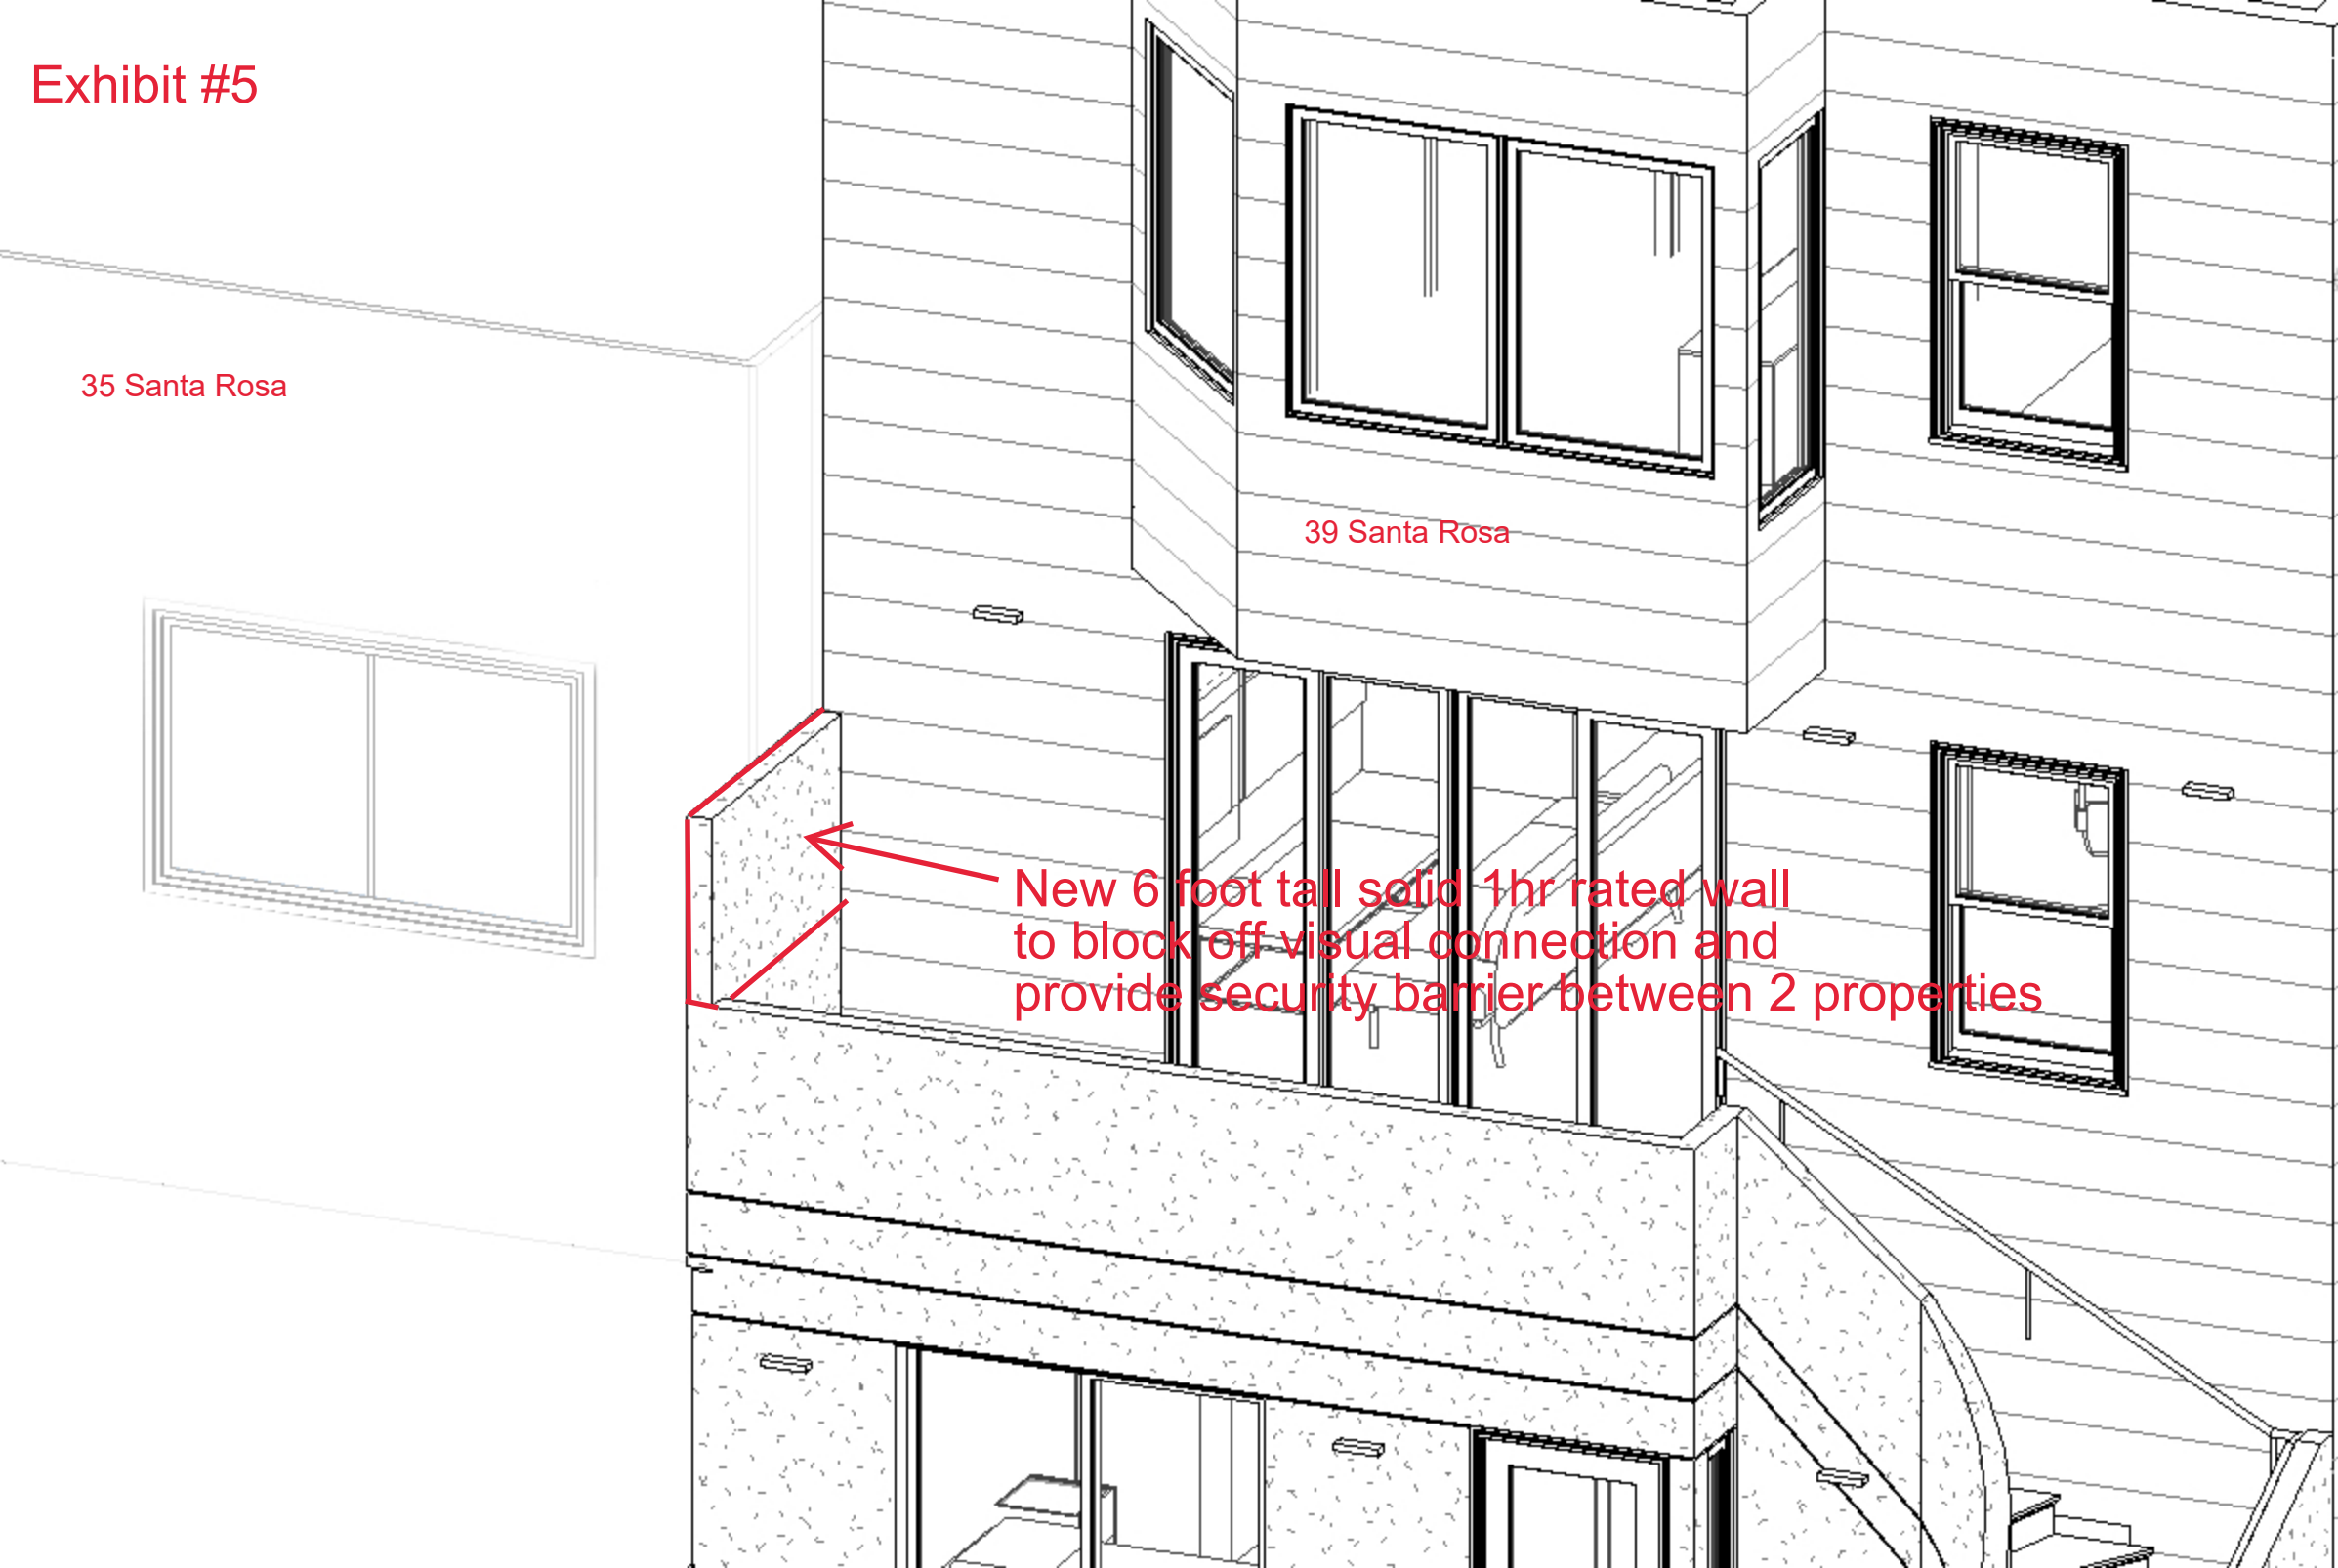 Exhibit #5
35 Santa Rosa
39 Santa Rosa
New 6 foot tall solid 1hr rated wall
to block off visual connection and
provide security barrier between 2 properties